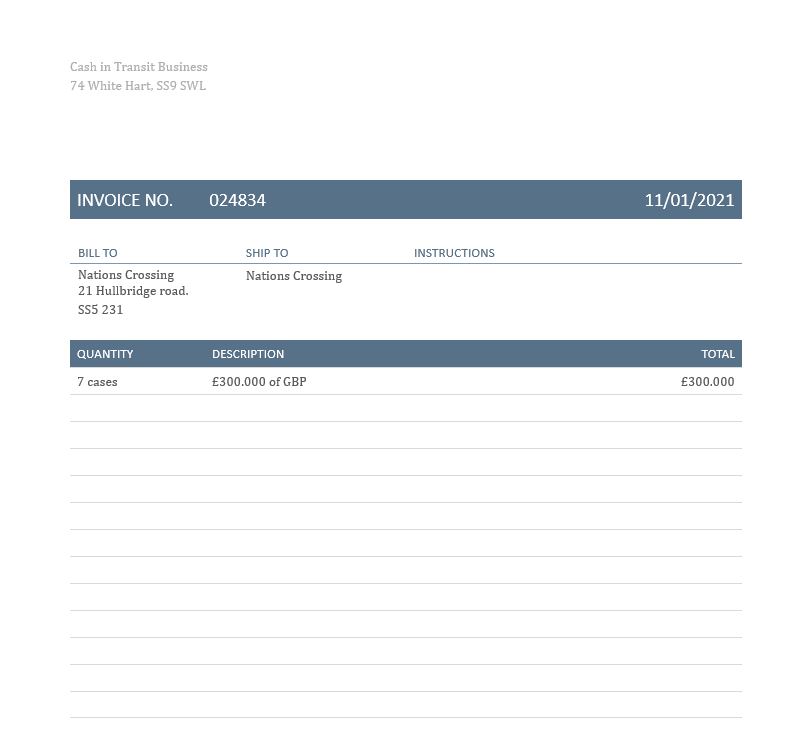 Cash in Transit Business
74 White Hart, SS9 SWL
INVOICE NO. 024834 11/01/2021
BILL TO SHIP TO INSTRUCTIONS
Nations Crossing Nations Crossing
21 Hullbridge road.
SS5 231
QUANTITY DESCRIPTION TOTAL
7 cases £300.000 of GBP £300.000